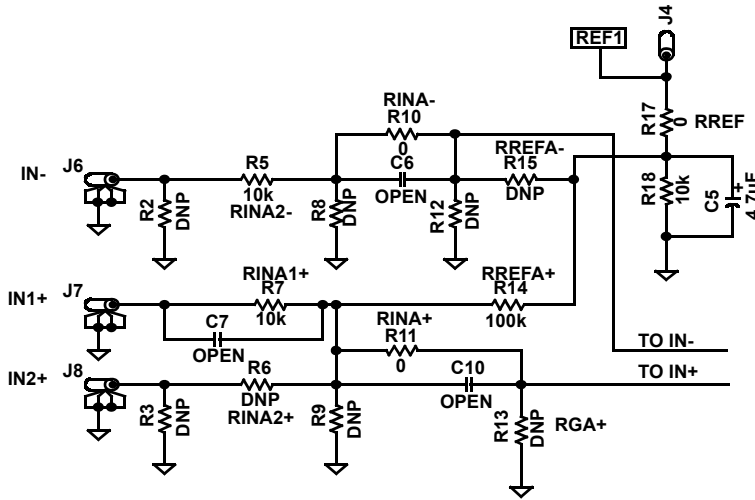 REF1
J4
R17
0
RREF
RINA-
R10
0
RREFA-
R15
DNP
C6
OPEN
IN-
J6
R5
10k
RINA2-
R2
DNP
R8
DNP
R12
DNP
R18
10k
C5
+
4.7µF
IN1+
J7
RINA1+
R7
10k
C7
OPEN
RREFA+
R14
100k
RINA+
R11
0
TO IN-
IN2+
J8
R6
DNP
RINA2+
C10
OPEN
TO IN+
R3
DNP
R9
DNP
R13
DNP
RGA+